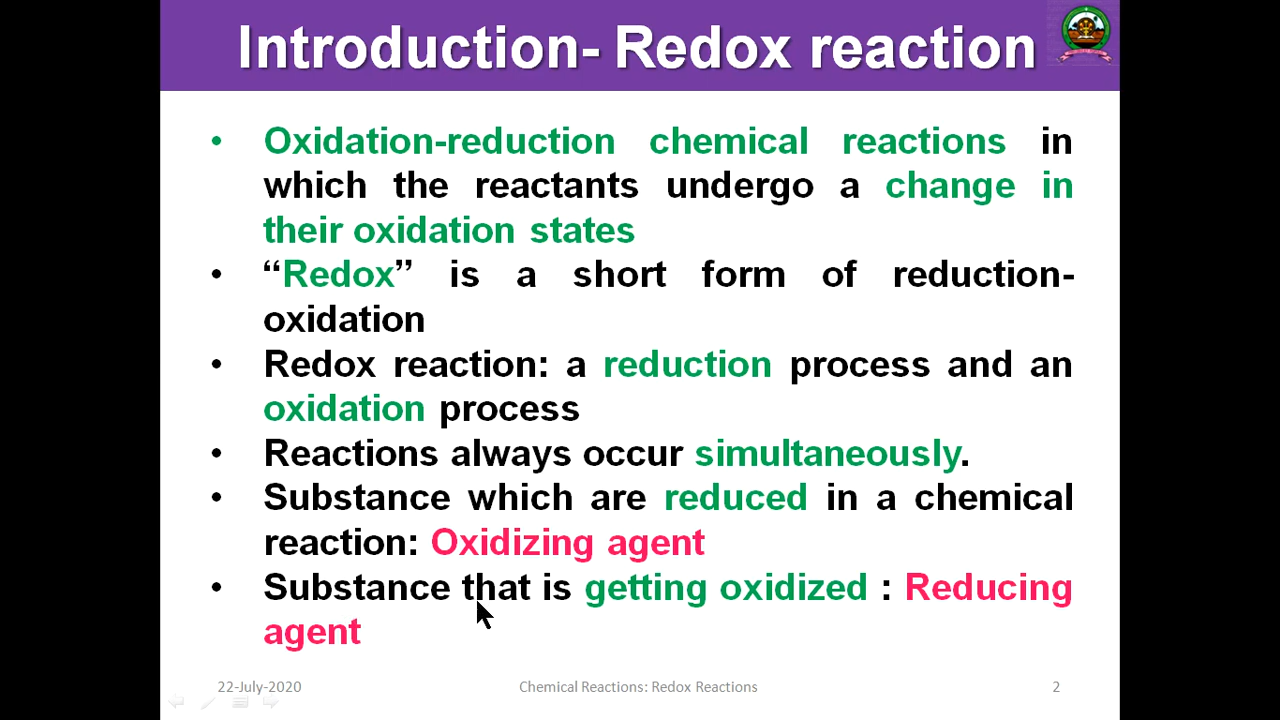 Introduction- Redox reaction
• Oxidation-reduction chemical reactions in
which the reactants undergo a change in
their oxidation states
• “Redox” is a short form of reduction-
oxidation
• Redox reaction: a reduction process and an
oxidation process
• Reactions always occur simultaneously.
• Substance which are reduced in a chemical
reaction: Oxidizing agent
• Substance that is getting oxidized : Reducing
agent
22-July-2020 Chemical Reactions: Redox Reactions 2